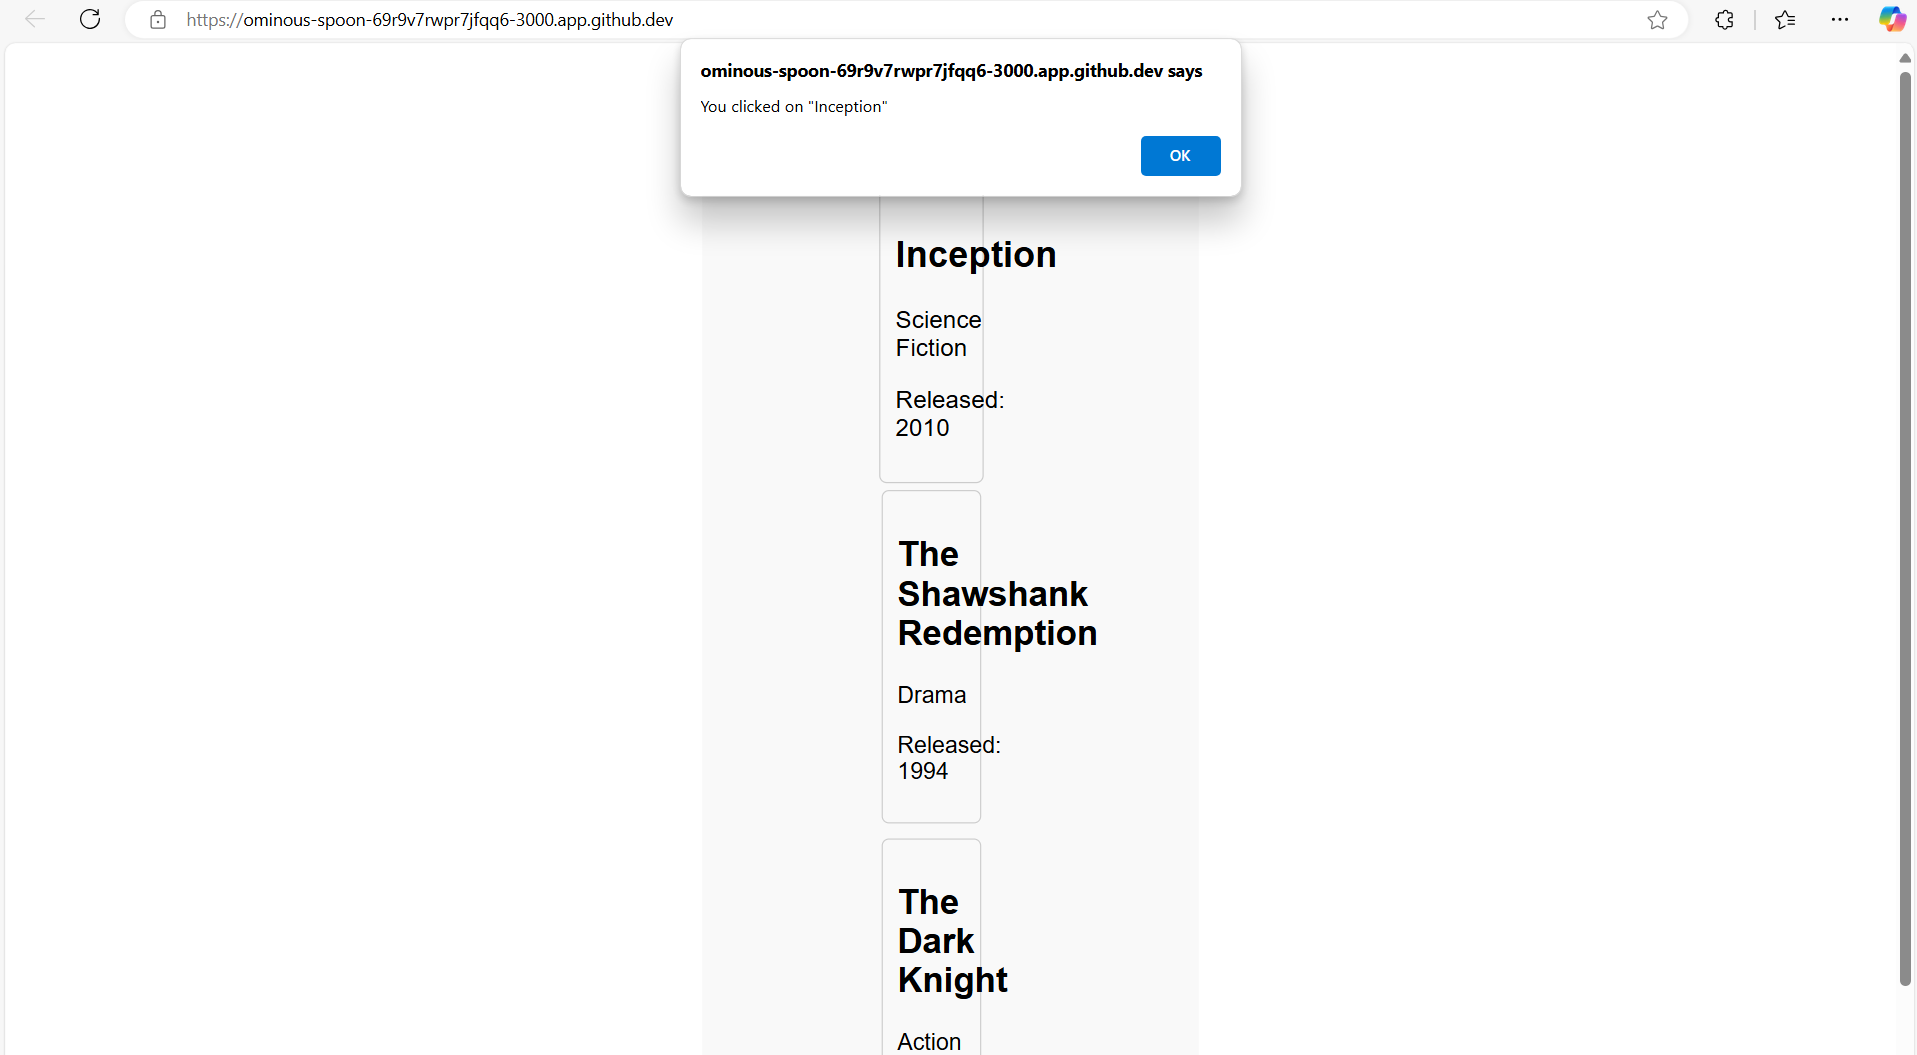 https://ominous-spoon-69r9v7rwpr7jfqq6-3000.app.github.dev
ominous-spoon-69r9v7rwpr7jfqq6-3000.app.github.dev says
You clicked on "Inception"
OK
Inception
Science
Fiction
Released:
2010
The
Shawshank
Redemption
Drama
Released:
1994
The
Dark
Knight
Action